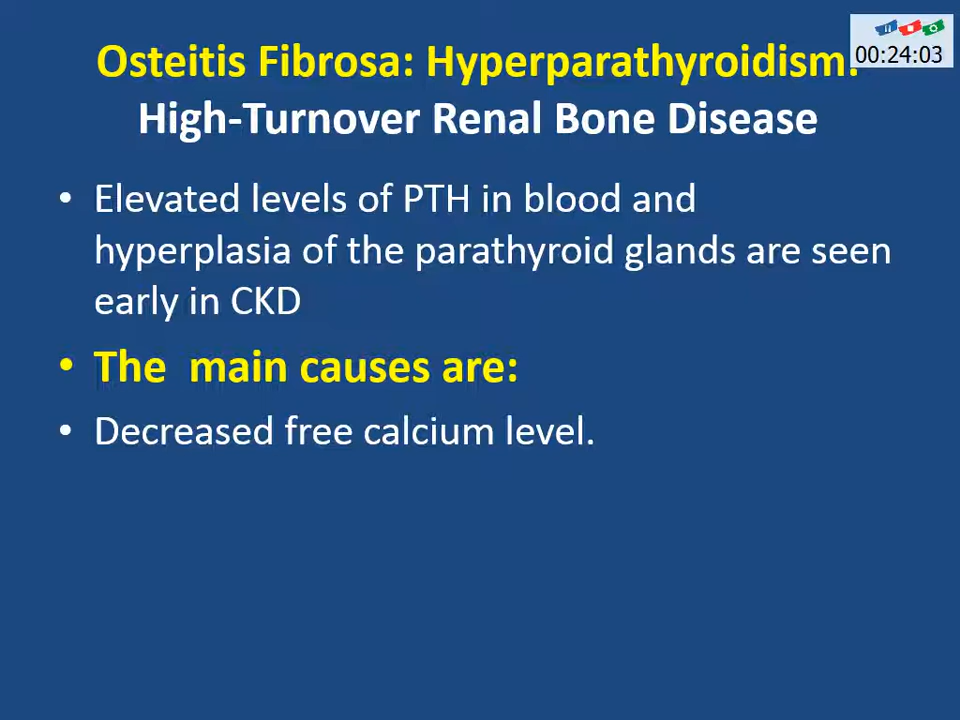 Osteitis Fibrosa: Hyperparathyroidism:
00:24:03
High-Turnover Renal Bone Disease
• Elevated levels of PTH in blood and
hyperplasia of the parathyroid glands are seen
early in CKD
• The main causes are:
• Decreased free calcium level.